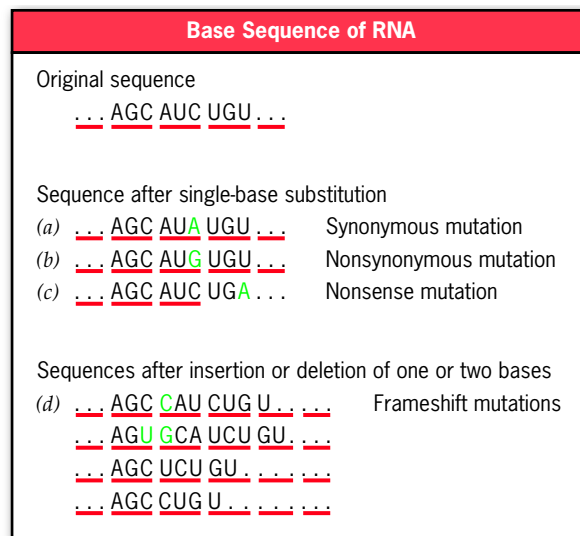 Base Sequence of RNA
Original sequence
... AGC AUC UGU ...
Sequence after single-base substitution
(a) ... AGC AUA UGU ... Synonymous mutation
(b) ... AGC AUG UGU ... Nonsynonymous mutation
(c) ... AGC AUC UGA ... Nonsense mutation
Sequences after insertion or deletion of one or two bases
(d) ... AGC CAU CUG U.. ... Frameshift mutations
... AGU GCA UCU GU. ...
... AGC UCU GU. ... ...
... AGC CUG U.. ... ...